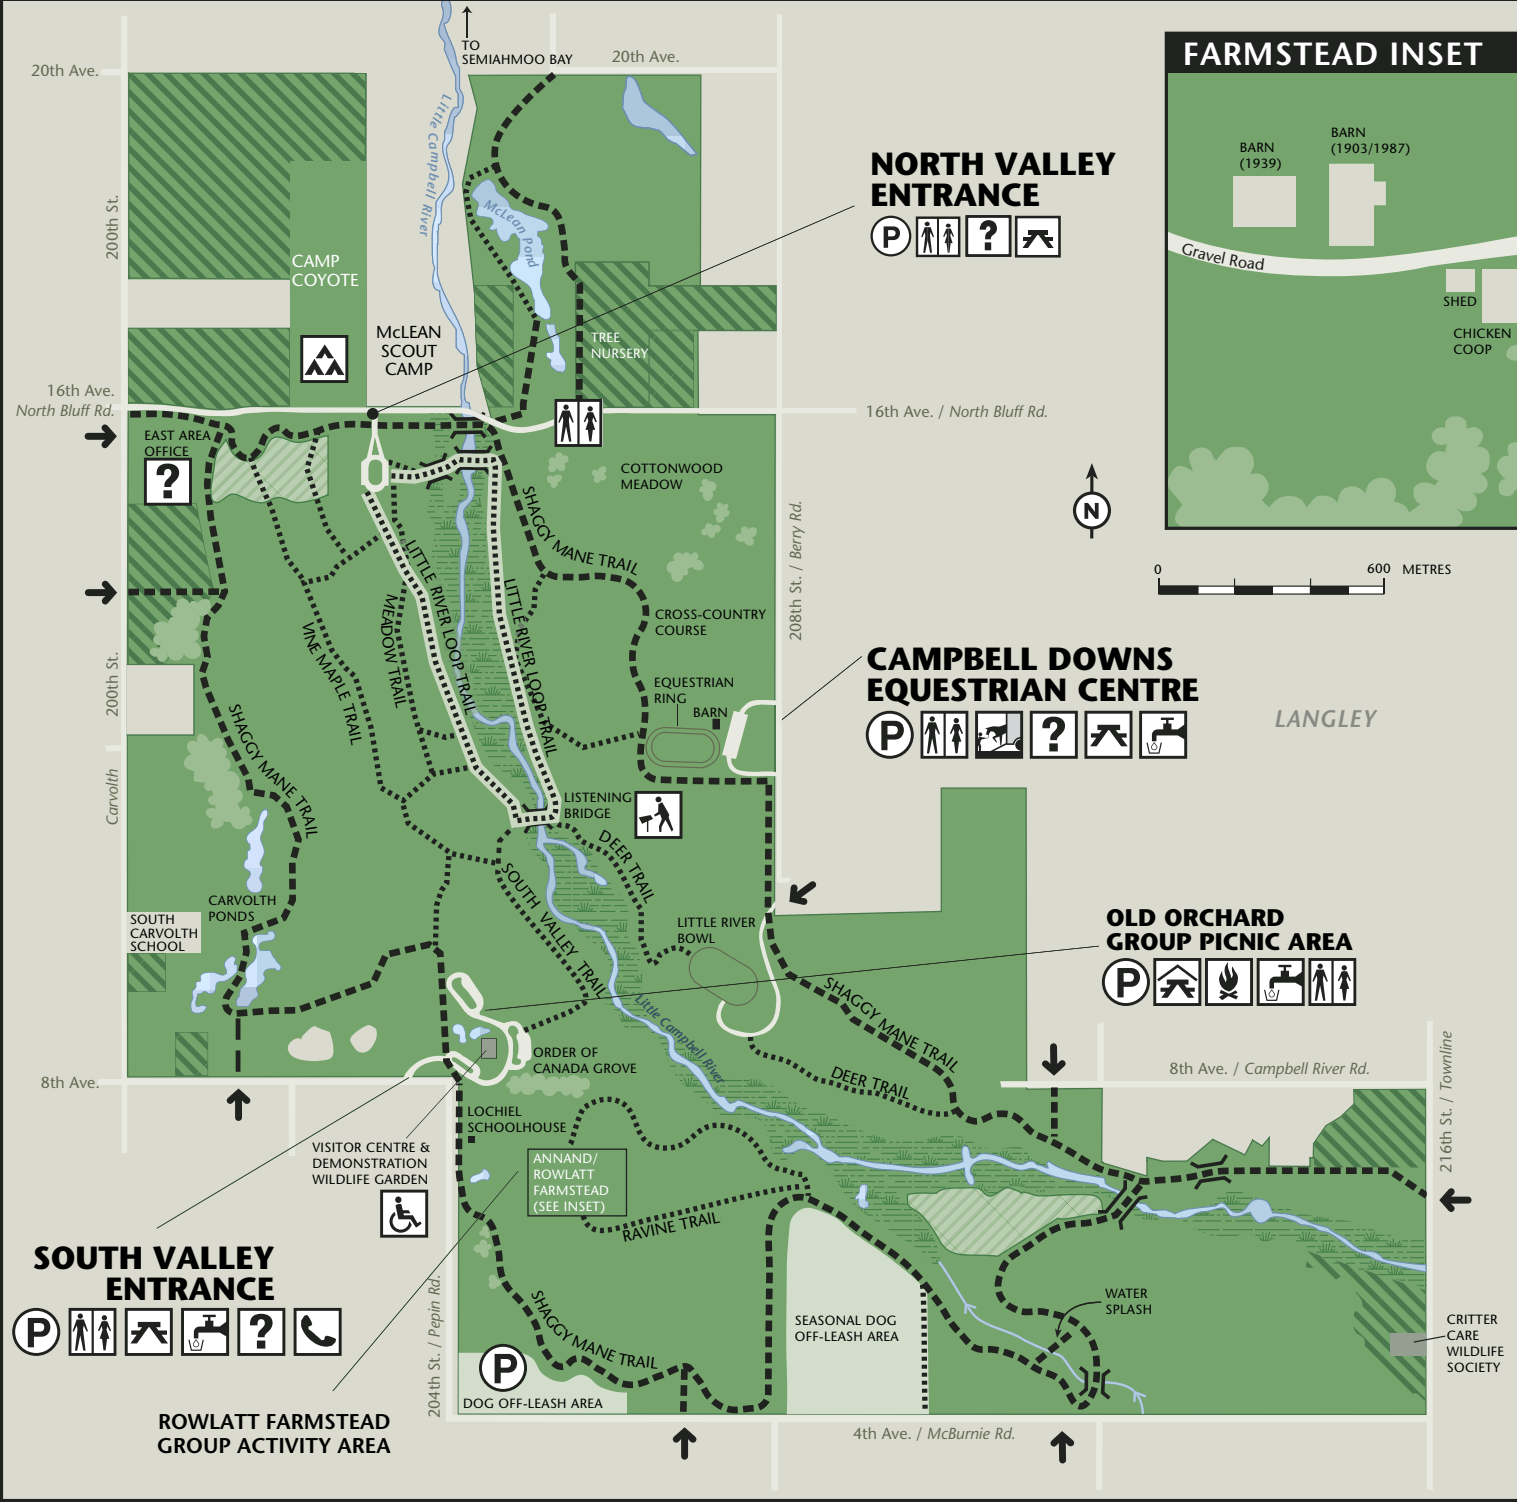 TO
SEMIAHMOO BAY
20th Ave.
20th Ave.
FARMSTEAD INSET
BARN
(1939)
BARN
(1903/1987)
Gravel Road
SHED
CHICKEN
COOP
Little Campbell River
McLean Pond
200th St.
NORTH VALLEY
ENTRANCE
P
?
CAMP
COYOTE
McLEAN
SCOUT
CAMP
TREE
NURSERY
16th Ave.
North Bluff Rd.
16th Ave. / North Bluff Rd.
EAST AREA
OFFICE
?
COTTONWOOD
MEADOW
SHAGGY MANE TRAIL
N
208th St. / Berry Rd.
0 600 METRES
LITTLE RIVER LOOP TRAIL
LITTLE RIVER LOOP TRAIL
MEADOW TRAIL
VINE MAPLE TRAIL
CROSS-COUNTRY
COURSE
EQUESTRIAN
RING
BARN
CAMPBELL DOWNS
EQUESTRIAN CENTRE
P
?
LANGLEY
200th St.
Carvolth
SHAGGY MANE TRAIL
LISTENING
BRIDGE
DEER TRAIL
SOUTH VALLEY TRAIL
CARVOLTH
PONDS
SOUTH
CARVOLTH
SCHOOL
LITTLE RIVER
BOWL
OLD ORCHARD
GROUP PICNIC AREA
P
SHAGGY MANE TRAIL
Little Campbell River
ORDER OF
CANADA GROVE
DEER TRAIL
8th Ave.
8th Ave. / Campbell River Rd.
216th St. / Townline
LOCHIEL
SCHOOLHOUSE
VISITOR CENTRE &
DEMONSTRATION
WILDLIFE GARDEN
ANNAND/
ROWLATT
FARMSTEAD
(SEE INSET)
RAVINE TRAIL
SOUTH VALLEY
ENTRANCE
P
?
204th St. / Pepin Rd.
SHAGGY MANE TRAIL
P
DOG OFF-LEASH AREA
SEASONAL DOG
OFF-LEASH AREA
WATER
SPLASH
CRITTER
CARE
WILDLIFE
SOCIETY
ROWLATT FARMSTEAD
GROUP ACTIVITY AREA
4th Ave. / McBurnie Rd.